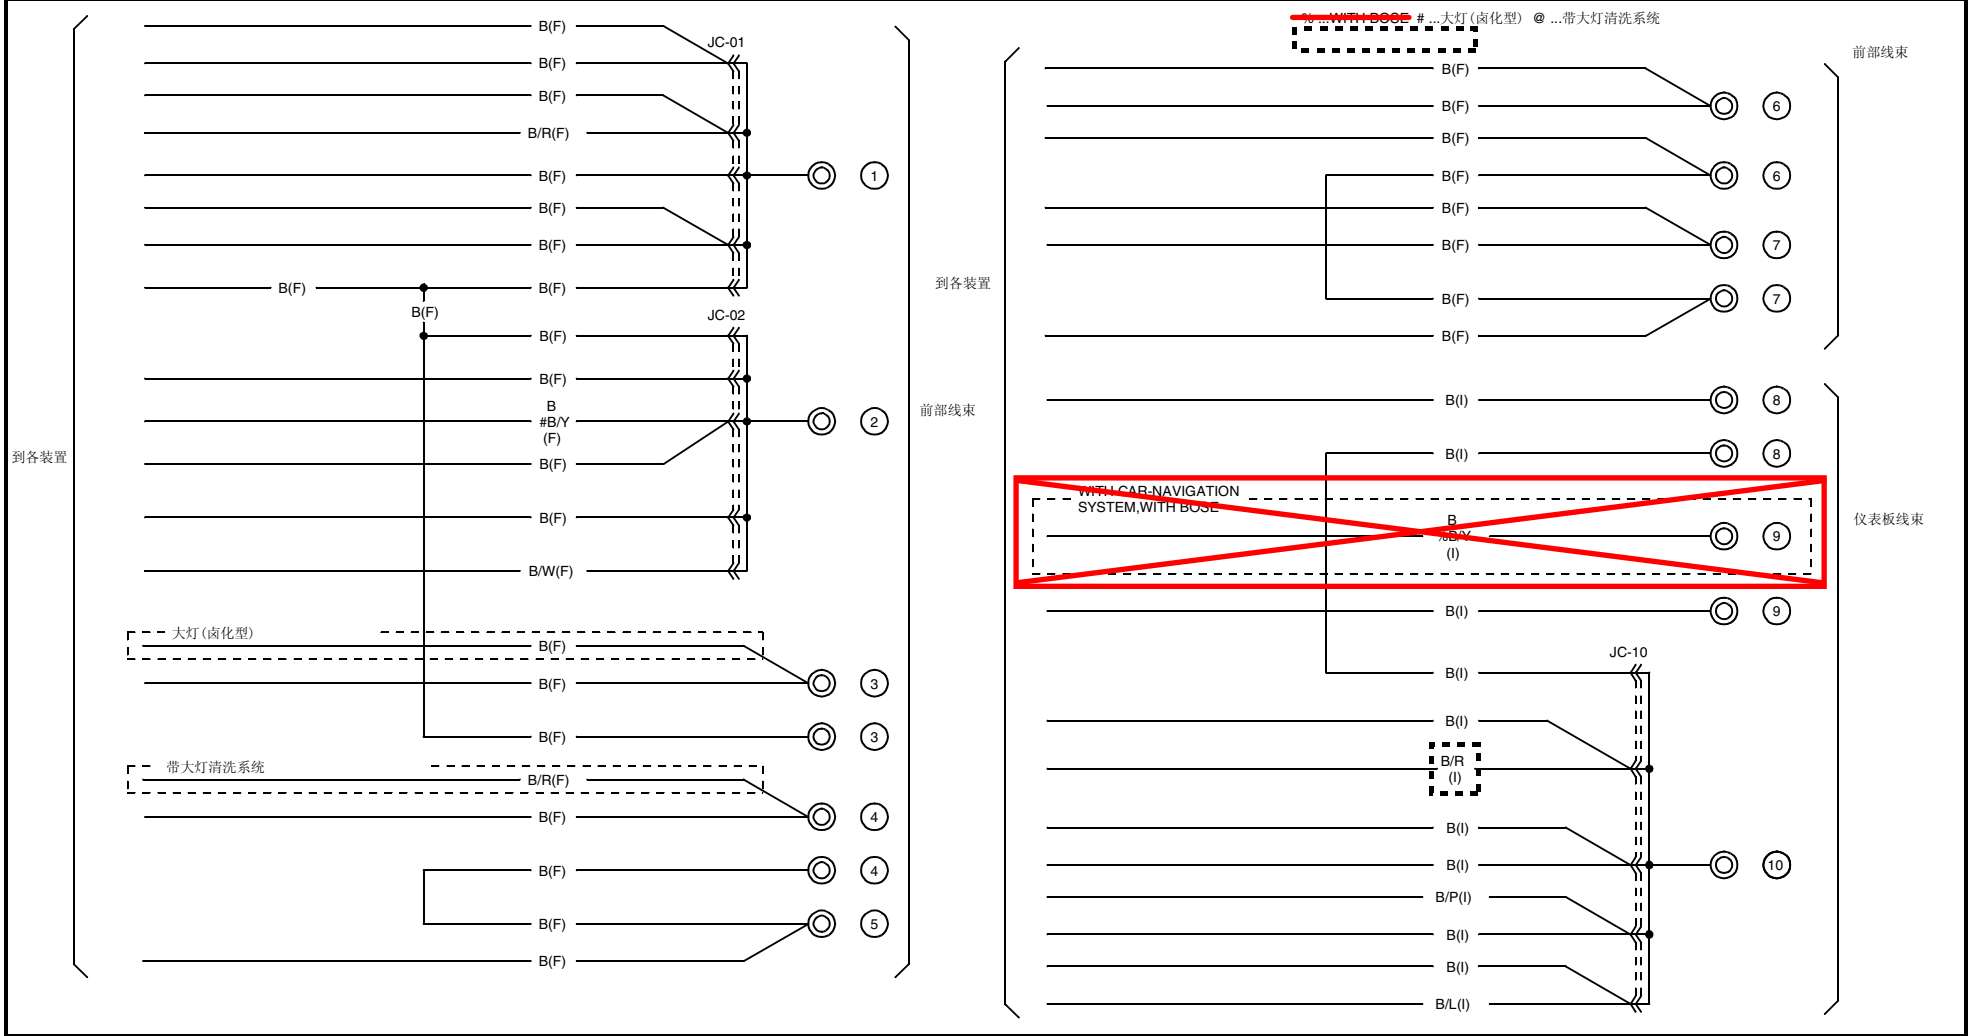 B(F)
JC-01
B(F)
B(F)
B/R(F)
B(F)
1
B(F)
B(F)
B(F)
B(F)
B(F)
JC-02
B(F)
B(F)
B
#B/Y
(F)
2
前部线束
B(F)
到各装置
B(F)
B/W(F)
大灯(卤化型)
B(F)
B(F)
3
B(F)
3
带大灯清洗系统
B/R(F)
B(F)
4
B(F)
4
B(F)
5
B(F)
% ...WITH BOSE # ...大灯(卤化型) @ ...带大灯清洗系统
前部线束
B(F)
B(F)
6
B(F)
B(F)
6
B(F)
B(F)
7
到各装置
B(F)
7
B(F)
B(I)
8
B(I)
8
WITH CAR-NAVIGATION
SYSTEM,WITH BOSE
B
%B/Y
(I)
9
仪表板线束
B(I)
9
JC-10
B(I)
B(I)
B/R
(I)
B(I)
B(I)
10
B/P(I)
B(I)
B(I)
B/L(I)